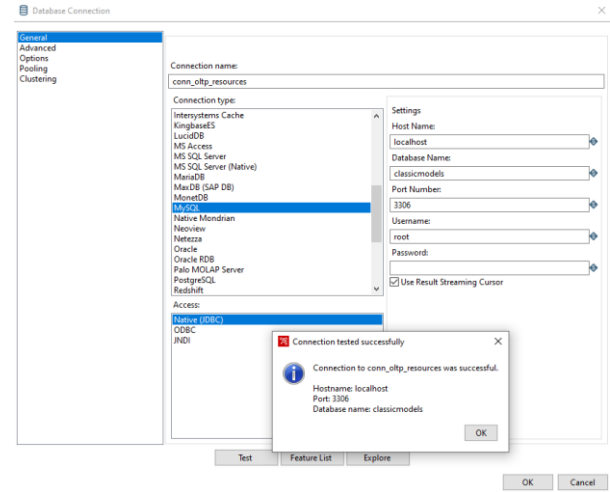 Database Connection
General
Advanced
Options
Pooling
Clustering
Connection name:
conn_oltp_resources
Connection type:
Intersystems Cache
KingbaseES
LucidDB
MS Access
MS SQL Server
MS SQL Server (Native)
MariaDB
MaxDB (SAP DB)
MonetDB
MySQL
Native Mondrian
Neoview
Netezza
Oracle
Oracle RDB
Palo MOLAP Server
PostgreSQL
Redshift
Access:
Native (JDBC)
ODBC
JNDI
Settings
Host Name:
localhost
Database Name:
classicmodels
Port Number:
3306
Username:
root
Password:
Use Result Streaming Cursor
Connection tested successfully
Connection to conn_oltp_resources was successful.
Hostname: localhost
Port: 3306
Database name: classicmodels
OK
Test Feature List Explore
OK Cancel